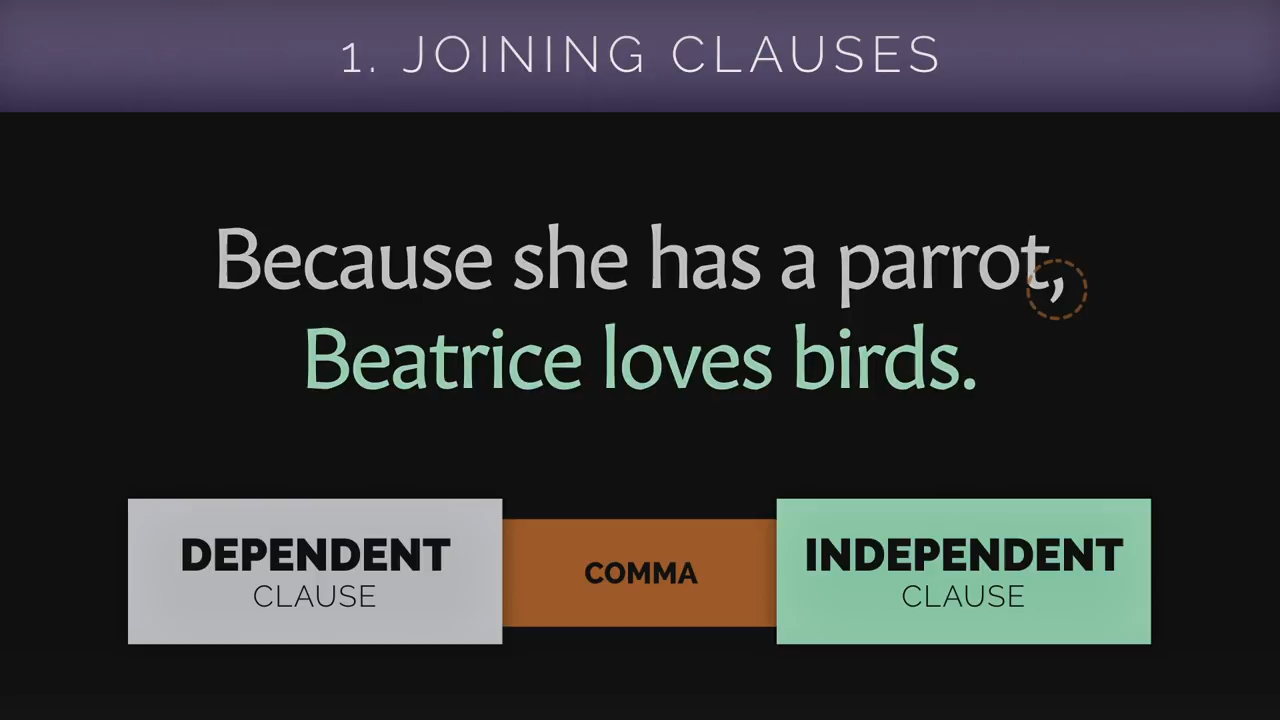 1. JOINING CLAUSES
Because she has a parrot,
Beatrice loves birds.
DEPENDENT
CLAUSE
COMMA
INDEPENDENT
CLAUSE